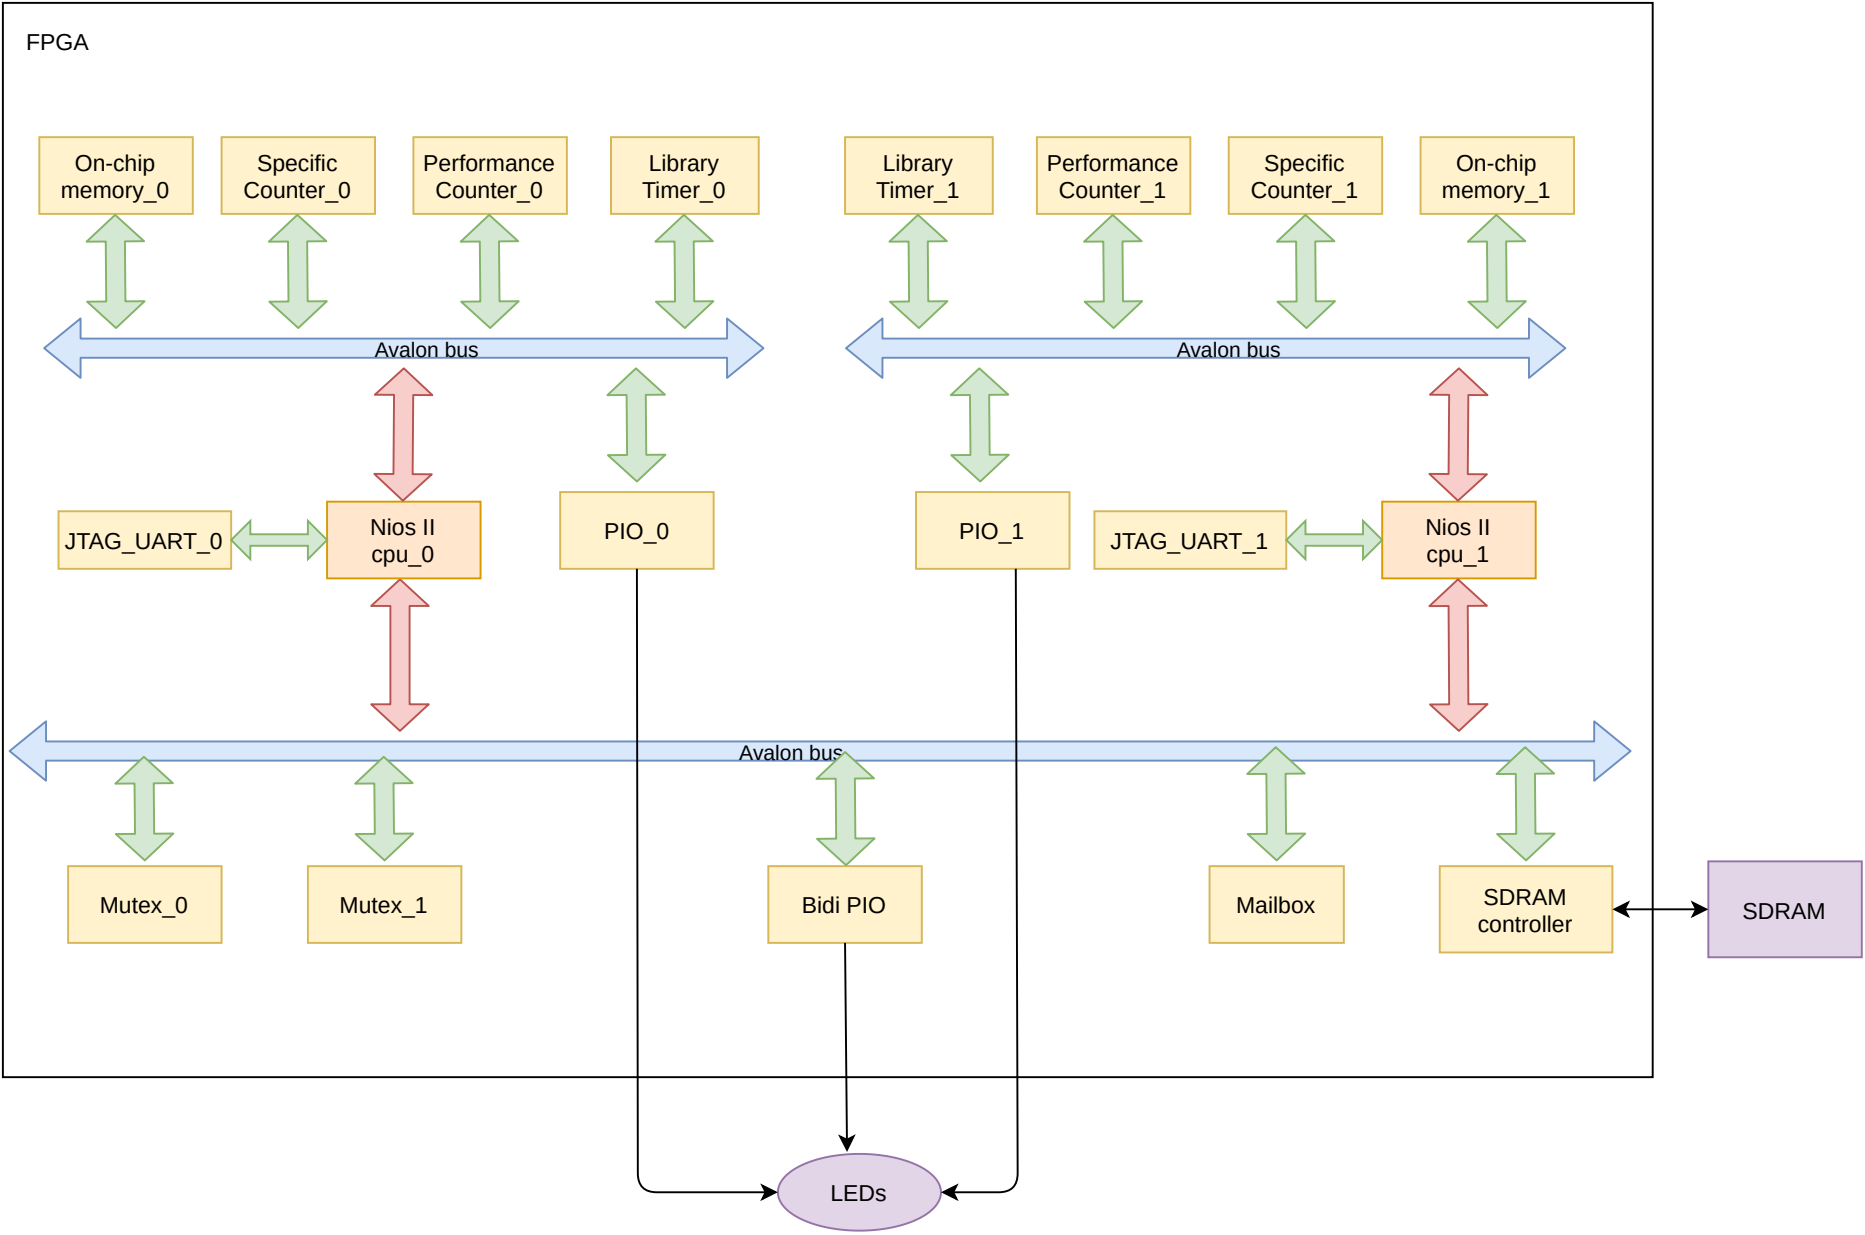 FPGA
On-chip
memory_0
Specific
Counter_0
Performance
Counter_0
Library
Timer_0
Library
Timer_1
Performance
Counter_1
Specific
Counter_1
On-chip
memory_1
Avalon bus
Avalon bus
JTAG_UART_0
Nios II
cpu_0
PIO_0
PIO_1
JTAG_UART_1
Nios II
cpu_1
Avalon bus
Mutex_0
Mutex_1
Bidi PIO
Mailbox
SDRAM
controller
SDRAM
LEDs